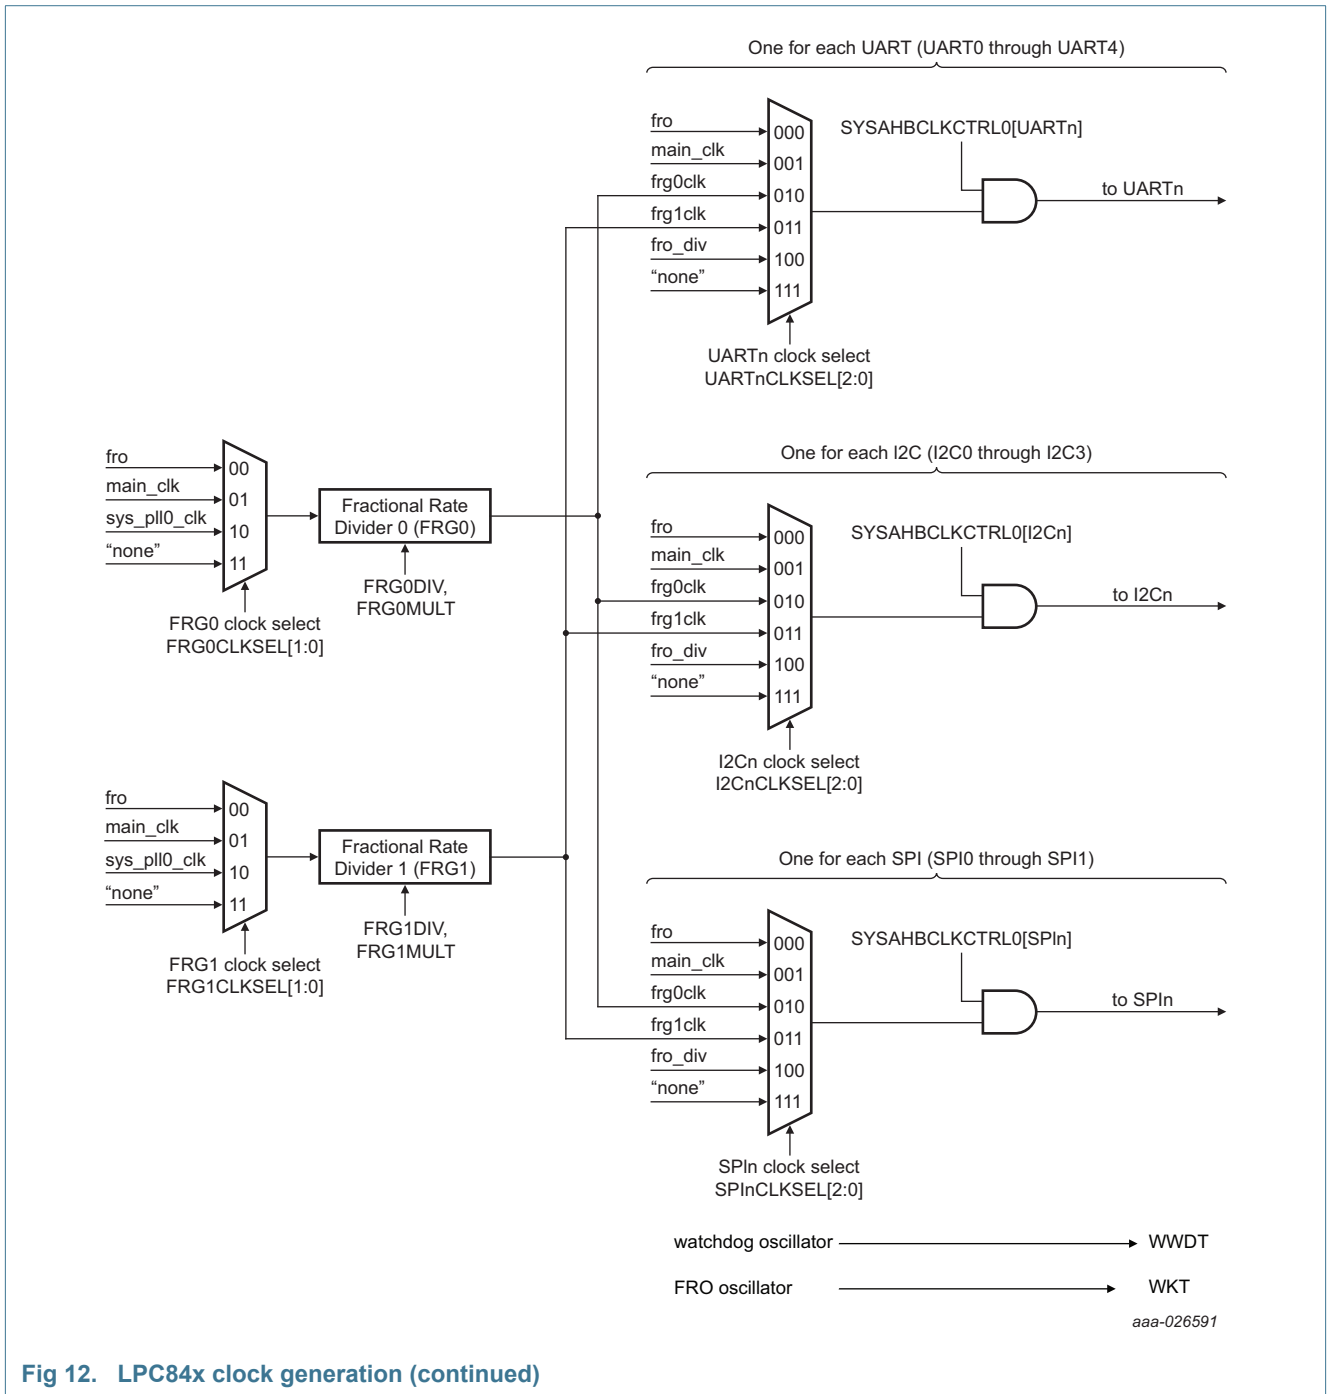 One for each UART (UART0 through UART4)
fro
000
SYSAHBCLKCTRL0[UARTn]
main_clk
001
frg0clk
010
to UARTn
frg1clk
011
fro_div
100
“none”
111
UARTn clock select
UARTnCLKSEL[2:0]
fro
00
main_clk
01
sys_pll0_clk
10
“none”
11
Fractional Rate
Divider 0 (FRG0)
FRG0DIV,
FRG0MULT
FRG0 clock select
FRG0CLKSEL[1:0]
One for each I2C (I2C0 through I2C3)
fro
000
SYSAHBCLKCTRL0[I2Cn]
main_clk
001
frg0clk
010
to I2Cn
frg1clk
011
fro_div
100
“none”
111
I2Cn clock select
I2CnCLKSEL[2:0]
fro
00
main_clk
01
sys_pll0_clk
10
“none”
11
Fractional Rate
Divider 1 (FRG1)
FRG1DIV,
FRG1MULT
FRG1 clock select
FRG1CLKSEL[1:0]
One for each SPI (SPI0 through SPI1)
fro
000
SYSAHBCLKCTRL0[SPIn]
main_clk
001
frg0clk
010
to SPIn
frg1clk
011
fro_div
100
“none”
111
SPIn clock select
SPInCLKSEL[2:0]
watchdog oscillator WWDT
FRO oscillator WKT
aaa-026591
Fig 12. LPC84x clock generation (continued)